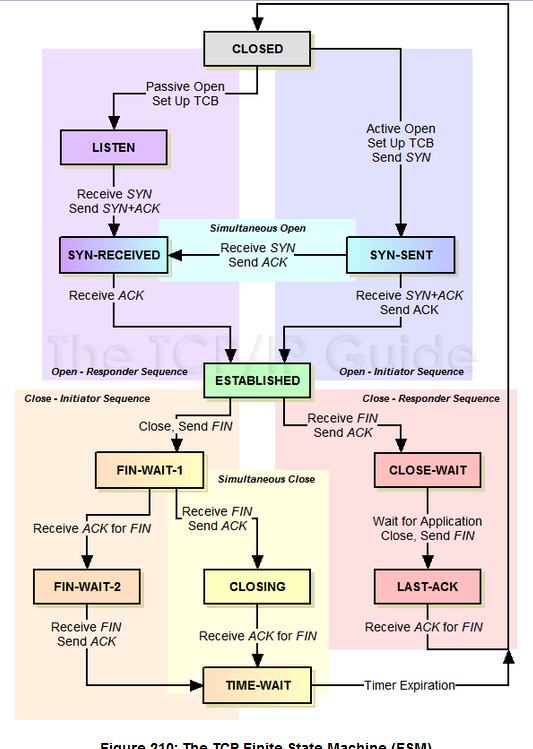 CLOSED
Passive Open
Set Up TCB
Active Open
Set Up TCB
Send SYN
LISTEN
Receive SYN
Send SYN+ACK
Simultaneous Open
SYN-RECEIVED
Receive SYN
Send ACK
SYN-SENT
Receive ACK
Receive SYN+ACK
Send ACK
The TCP/IP Guide
Open - Responder Sequence
ESTABLISHED
Open - Initiator Sequence
Close - Initiator Sequence
Close - Responder Sequence
Close, Send FIN
Receive FIN
Send ACK
FIN-WAIT-1
CLOSE-WAIT
Simultaneous Close
Receive ACK for FIN
Receive FIN
Send ACK
Wait for Application
Close, Send FIN
FIN-WAIT-2
CLOSING
LAST-ACK
Receive FIN
Send ACK
Receive ACK for FIN
Receive ACK for FIN
TIME-WAIT
Timer Expiration
Figure 210: The TCP Finite State Machine (FSM)